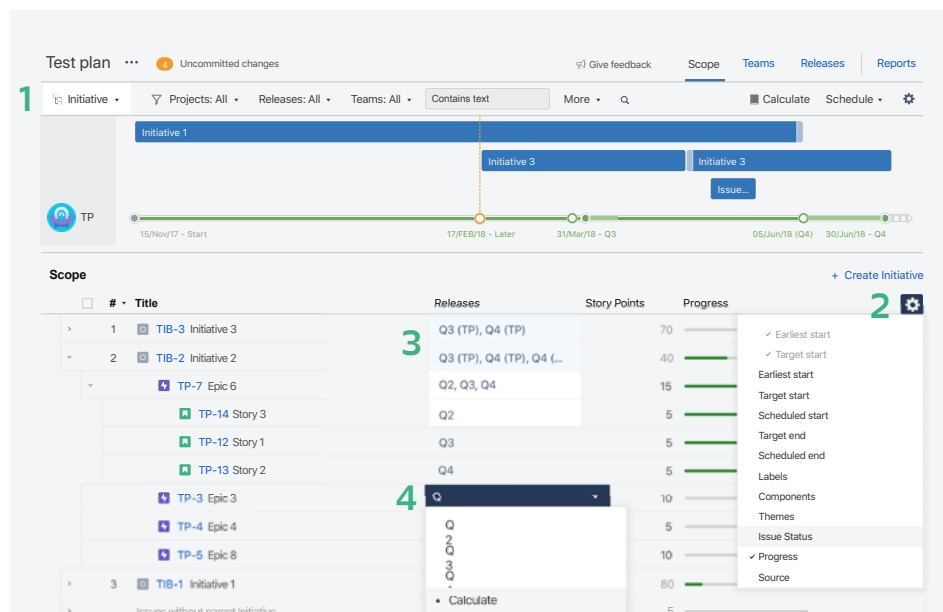 Test plan ••• 4 Uncommitted changes Give feedback Scope Teams Releases Reports
1 Initiative Projects: All Releases: All Teams: All Contains text More Calculate Schedule
Initiative 1
Initiative 3 Initiative 3
Issue...
TP
15/Nov/17 - Start 17/FEB/18 - Later 31/Mar/18 - Q3 05/Jun/18 (Q4) 30/Jun/18 - Q4
Scope + Create Initiative
2
# Title Releases Story Points Progress
1 TIB-3 Initiative 3 Q3 (TP), Q4 (TP) 70
3
2 TIB-2 Initiative 2 Q3 (TP), Q4 (TP), Q4 (... 40
TP-7 Epic 6 Q2, Q3, Q4 15
TP-14 Story 3 Q2 5
TP-12 Story 1 Q3 5
TP-13 Story 2 Q4 5
4
TP-3 Epic 3 Q 10
TP-4 Epic 4 5
TP-5 Epic 8 10
3 TIB-1 Initiative 1 80
Issues without parent Initiative 5
Q
2
Q
3
Q
• Calculate
✓ Earliest start
✓ Target start
Earliest start
Target start
Scheduled start
Target end
Scheduled end
Labels
Components
Themes
Issue Status
✓ Progress
Source